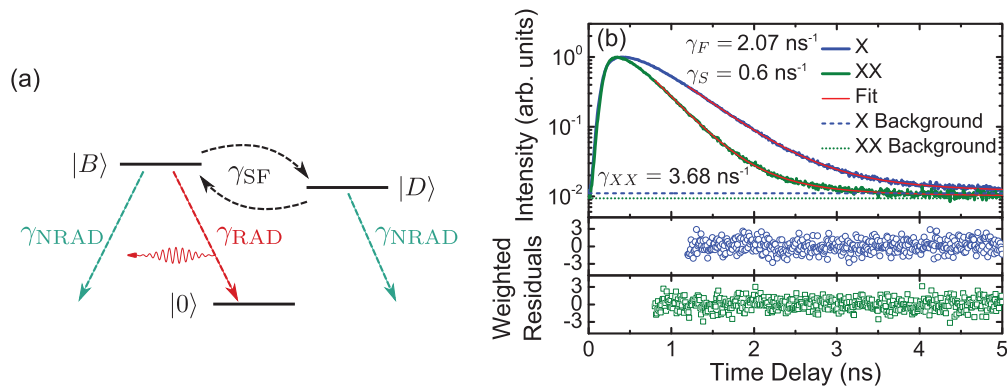 (a)
|B⟩
γSF
|D⟩
γNRAD
γRAD
γNRAD
|0⟩
(b)
γF = 2.07 ns-1
γS = 0.6 ns-1
X
XX
Fit
X Background
XX Background
γXX = 3.68 ns-1
Intensity (arb. units)
10^0
10^-1
10^-2
Weighted
Residuals
3
0
-3
3
0
-3
0 1 2 3 4 5
Time Delay (ns)